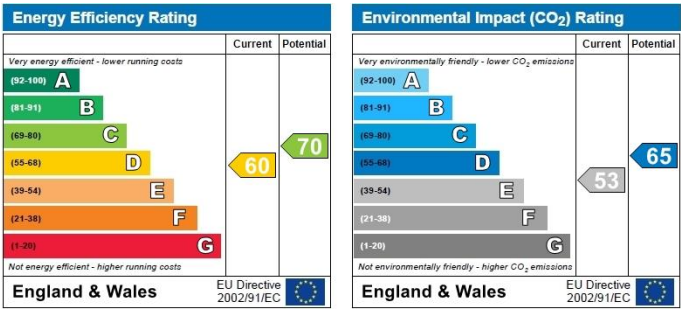 Energy Efficiency Rating
Current Potential
Very energy efficient - lower running costs
(92-100) A
(81-91) B
(69-80) C
(55-68) D
(39-54) E
(21-38) F
(1-20) G
60
70
Not energy efficient - higher running costs
England & Wales
EU Directive
2002/91/EC
Environmental Impact (CO₂) Rating
Current Potential
Very environmentally friendly - lower CO₂ emissions
(92-100) A
(81-91) B
(69-80) C
(55-68) D
(39-54) E
(21-38) F
(1-20) G
53
65
Not environmentally friendly - higher CO₂ emissions
England & Wales
EU Directive
2002/91/EC